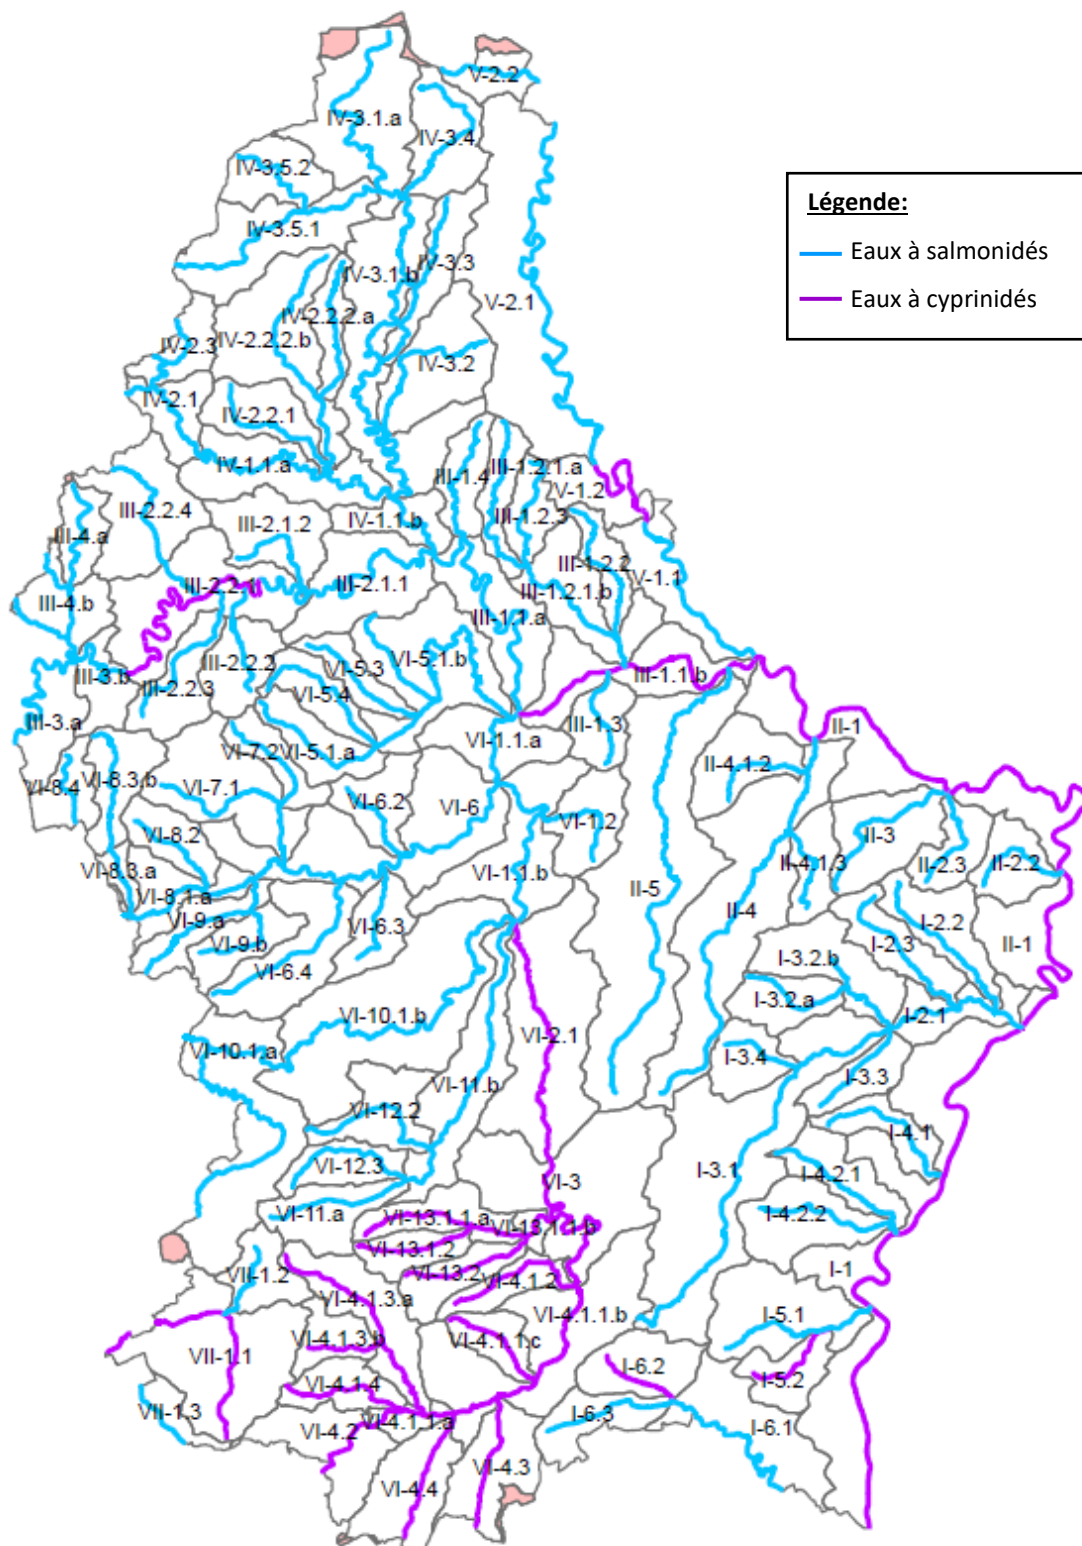 V-2.2
IV-3.1.a
IV-3.4
IV-3.5.2
Légende:
Eaux à salmonidés
Eaux à cyprinidés
IV-3.5.1
IV-3.3
IV-3.1.b
V-2.1
IV-2.2.2.a
IV-2.2.2.b
IV-2.3
IV-3.2
IV-2.1
IV-2.2.1
IV-1.1.a
III-1.4
III-1.2.1.a
V-1.2
III-2.2.4
III-1.2.3
IV-1.1.b
III-2.1.2
III-4.a
III-1.2.2
V-1.1
III-2.2.1
III-2.1.1
III-1.2.1.b
III-4.b
III-1.1.a
III-3.b
III-2.2.2
VI-5.3
VI-5.1.b
III-1.1.b
III-2.2.3
VI-5.4
III-3.a
III-1.3
II-1
VI-7.2
VI-5.1.a
VI-1.1.a
II-4.1.2
VI-8.4
VI-8.3.b
VI-7.1
VI-6.2
VI-6
VI-1.2
II-3
VI-8.2
II-4.1.3
II-2.3
II-2.2
VI-8.3.a
VI-8.1.a
VI-1.1.b
II-5
II-4
VI-9.a
I-2.2
VI-9.b
VI-6.3
I-2.3
II-1
VI-6.4
I-3.2.b
I-3.2.a
VI-10.1.b
I-2.1
VI-10.1.a
VI-2.1
I-3.4
I-3.3
VI-11.b
VI-12.2
I-4.1
VI-12.3
I-3.1
I-4.2.1
VI-3
VI-11.a
VI-13.1.1.a
VI-13.1.1.b
I-4.2.2
VI-13.1.2
VI-13.2
VI-4.1.2
I-1
VII-1.2
VI-4.1.3.a
VI-4.1.1.b
I-5.1
VI-4.1.3.b
VI-4.1.1.c
VII-1.1
I-6.2
I-5.2
VI-4.1.4
VII-1.3
VI-4.1.1.a
I-6.3
VI-4.2
I-6.1
VI-4.3
VI-4.4